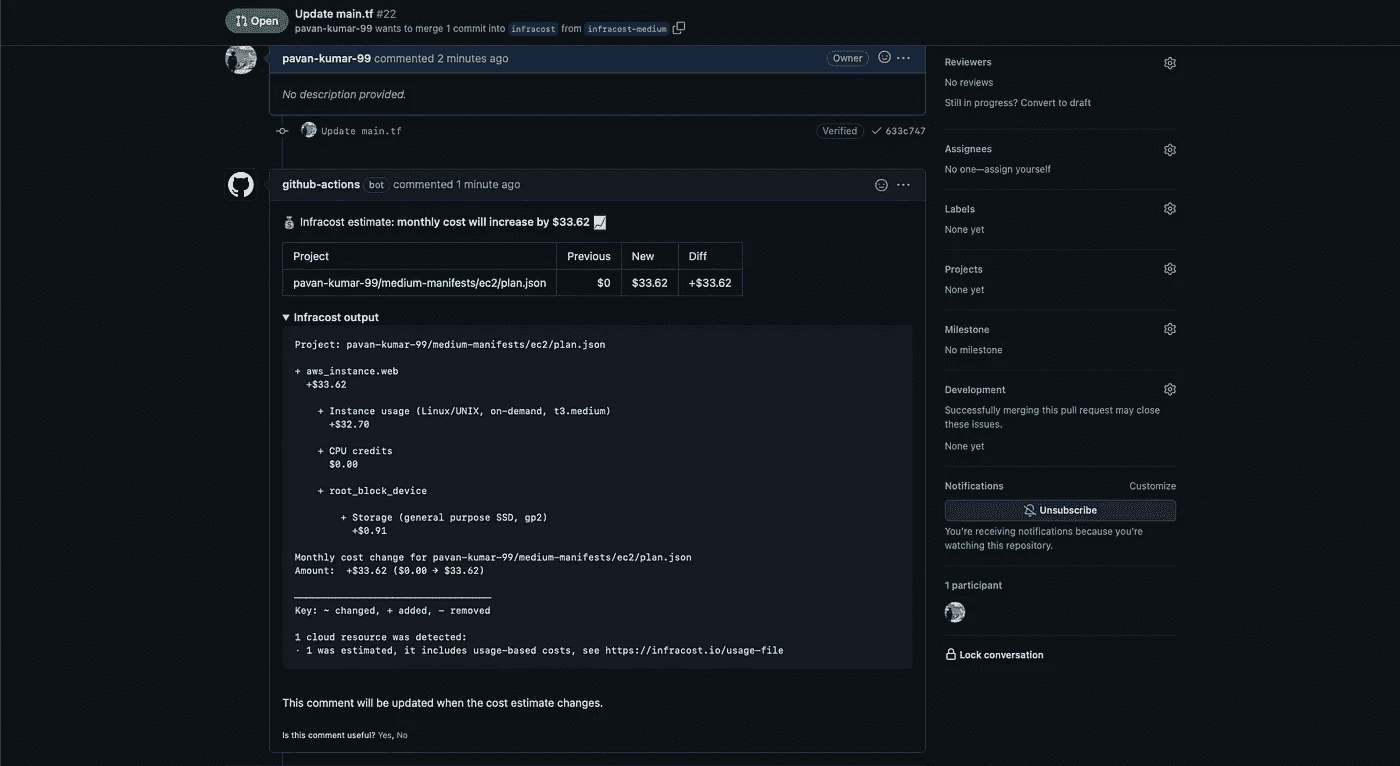 Open
Update main.tf #22
pavan-kumar-99 wants to merge 1 commit into infracost from infracost-medium
pavan-kumar-99 commented 2 minutes ago
Owner
No description provided.
Update main.tf
Verified
633c747
github-actions bot commented 1 minute ago
Infracost estimate: monthly cost will increase by $33.62
Project Previous New Diff
pavan-kumar-99/medium-manifests/ec2/plan.json $0 $33.62 +$33.62
▼ Infracost output
Project: pavan-kumar-99/medium-manifests/ec2/plan.json
+ aws_instance.web
+$33.62
+ Instance usage (Linux/UNIX, on-demand, t3.medium)
+$32.70
+ CPU credits
$0.00
+ root_block_device
+ Storage (general purpose SSD, gp2)
+$0.91
Monthly cost change for pavan-kumar-99/medium-manifests/ec2/plan.json
Amount:  +$33.62 ($0.00 → $33.62)
Key: ~ changed, + added, - removed
1 cloud resource was detected:
· 1 was estimated, it includes usage-based costs, see https://infracost.io/usage-file
This comment will be updated when the cost estimate changes.
Is this comment useful? Yes, No
Reviewers
No reviews
Still in progress? Convert to draft
Assignees
No one—assign yourself
Labels
None yet
Projects
None yet
Milestone
No milestone
Development
Successfully merging this pull request may close
these issues.
None yet
Notifications
Customize
Unsubscribe
You're receiving notifications because you're
watching this repository.
1 participant
Lock conversation